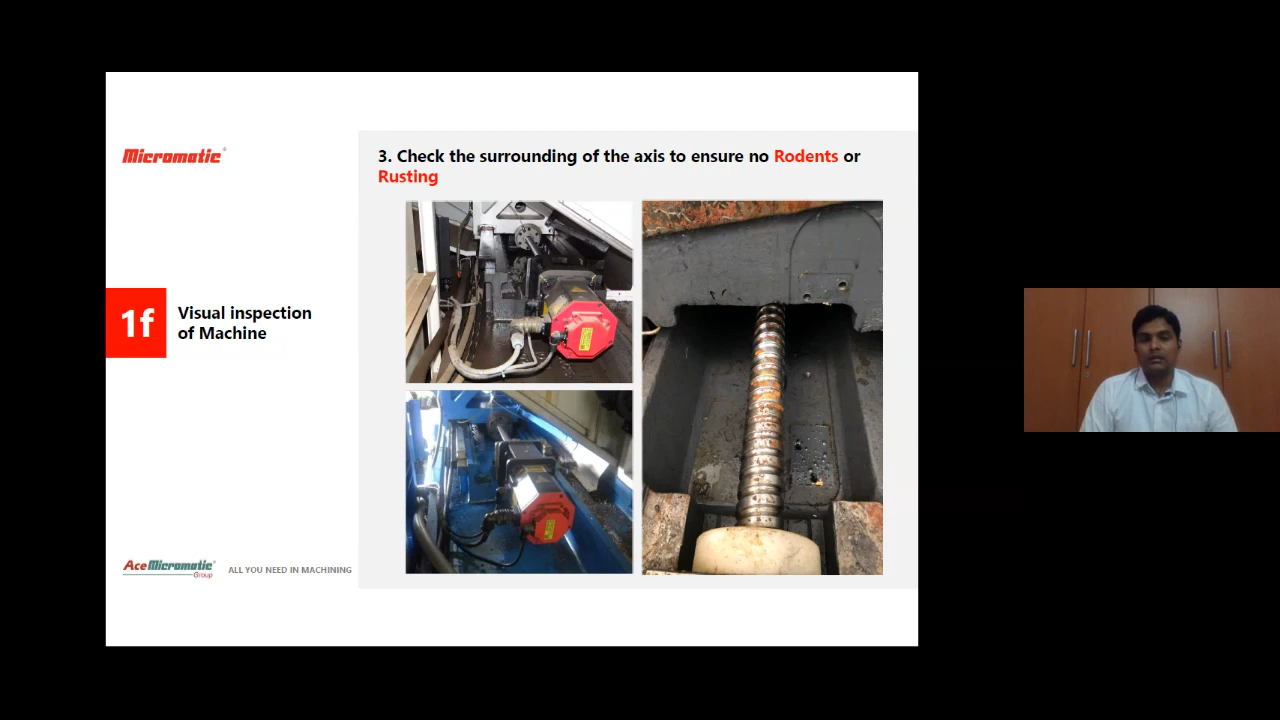 Micromatic
3. Check the surrounding of the axis to ensure no Rodents or
Rusting
1f
Visual inspection
of Machine
AceMicromatic
Group
ALL YOU NEED IN MACHINING